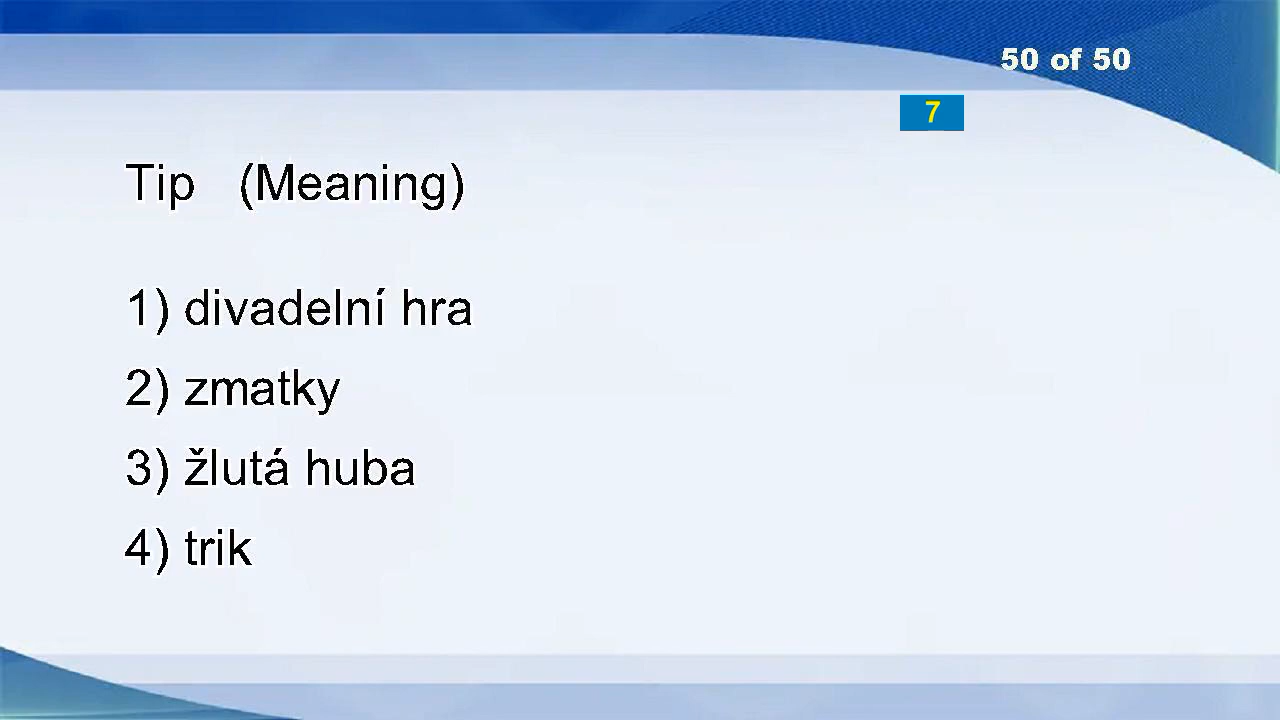 50 of 50
7
Tip (Meaning)
1) divadelní hra
2) zmatky
3) žlutá huba
4) trik